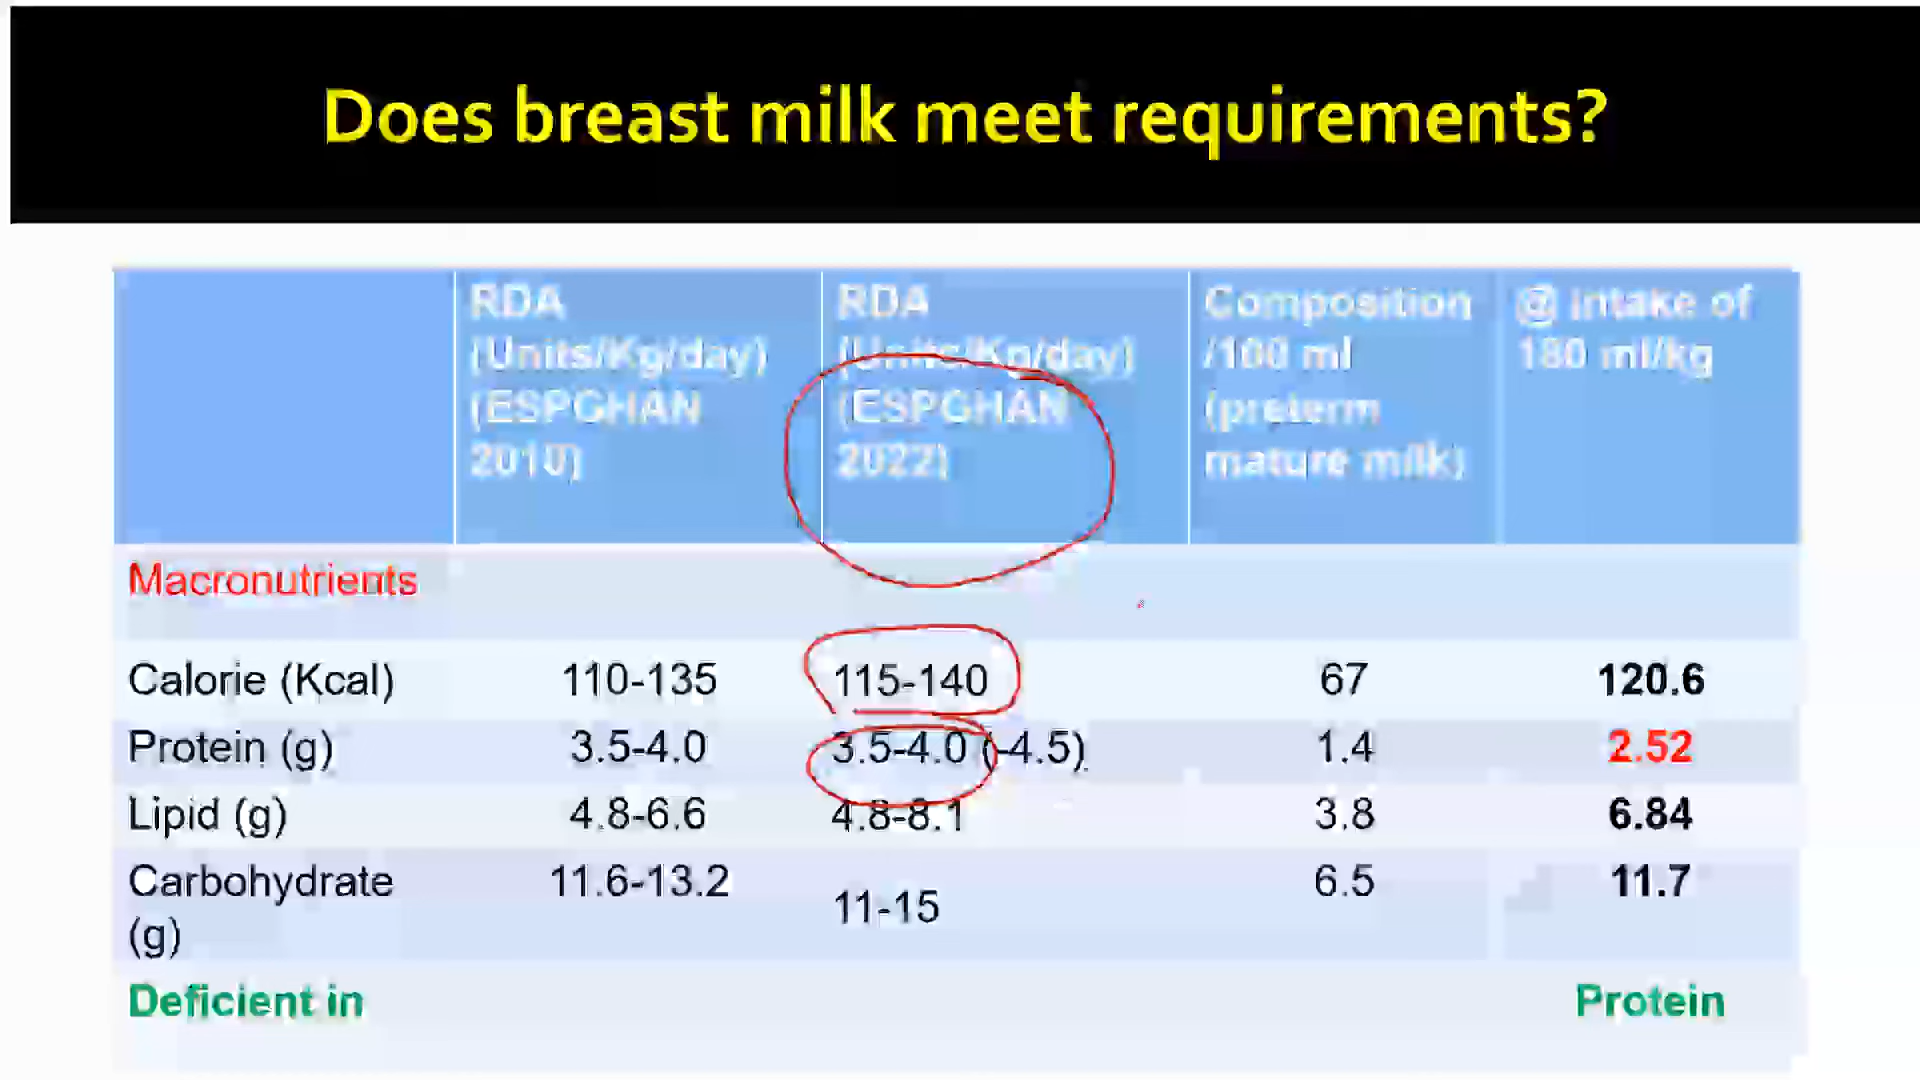 Does breast milk meet requirements?
RDA
(Units/Kg/day)
(ESPGHAN
2010)
RDA
(Units/Kg/day)
(ESPGHAN
2022)
Composition
/100 ml
(preterm
mature milk)
@ intake of
180 ml/kg
Macronutrients
Calorie (Kcal) 110-135 115-140 67 120.6
Protein (g) 3.5-4.0 3.5-4.0 (-4.5) 1.4 2.52
Lipid (g) 4.8-6.6 4.8-8.1 3.8 6.84
Carbohydrate
(g) 11.6-13.2 11-15 6.5 11.7
Deficient in Protein